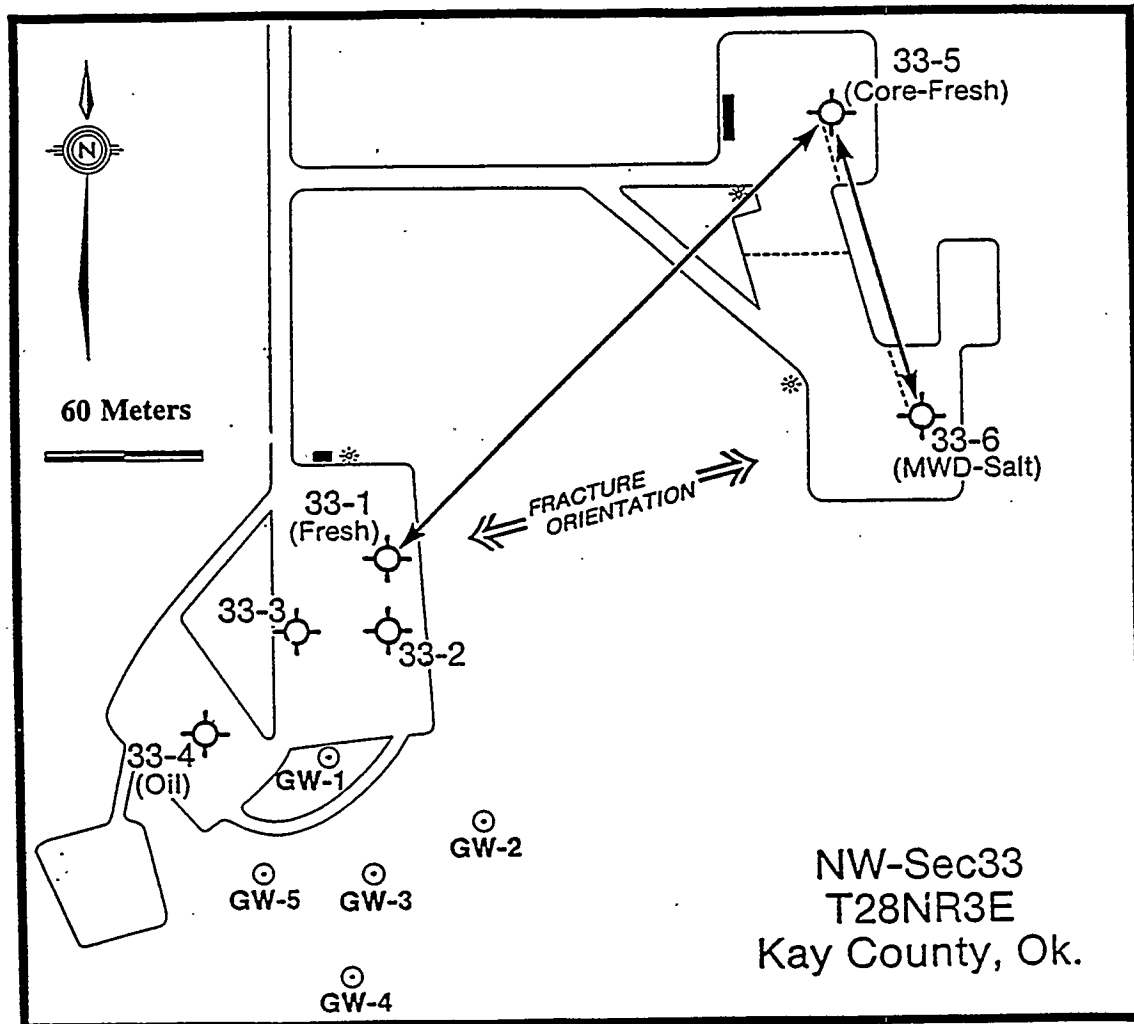 33-5
(Core-Fresh)
N
60 Meters
33-6
(MWD-Salt)
FRACTURE
ORIENTATION
33-1
(Fresh)
33-3
33-2
33-4
(Oil)
GW-1
GW-2
GW-5
GW-3
GW-4
NW-Sec33
T28NR3E
Kay County, Ok.